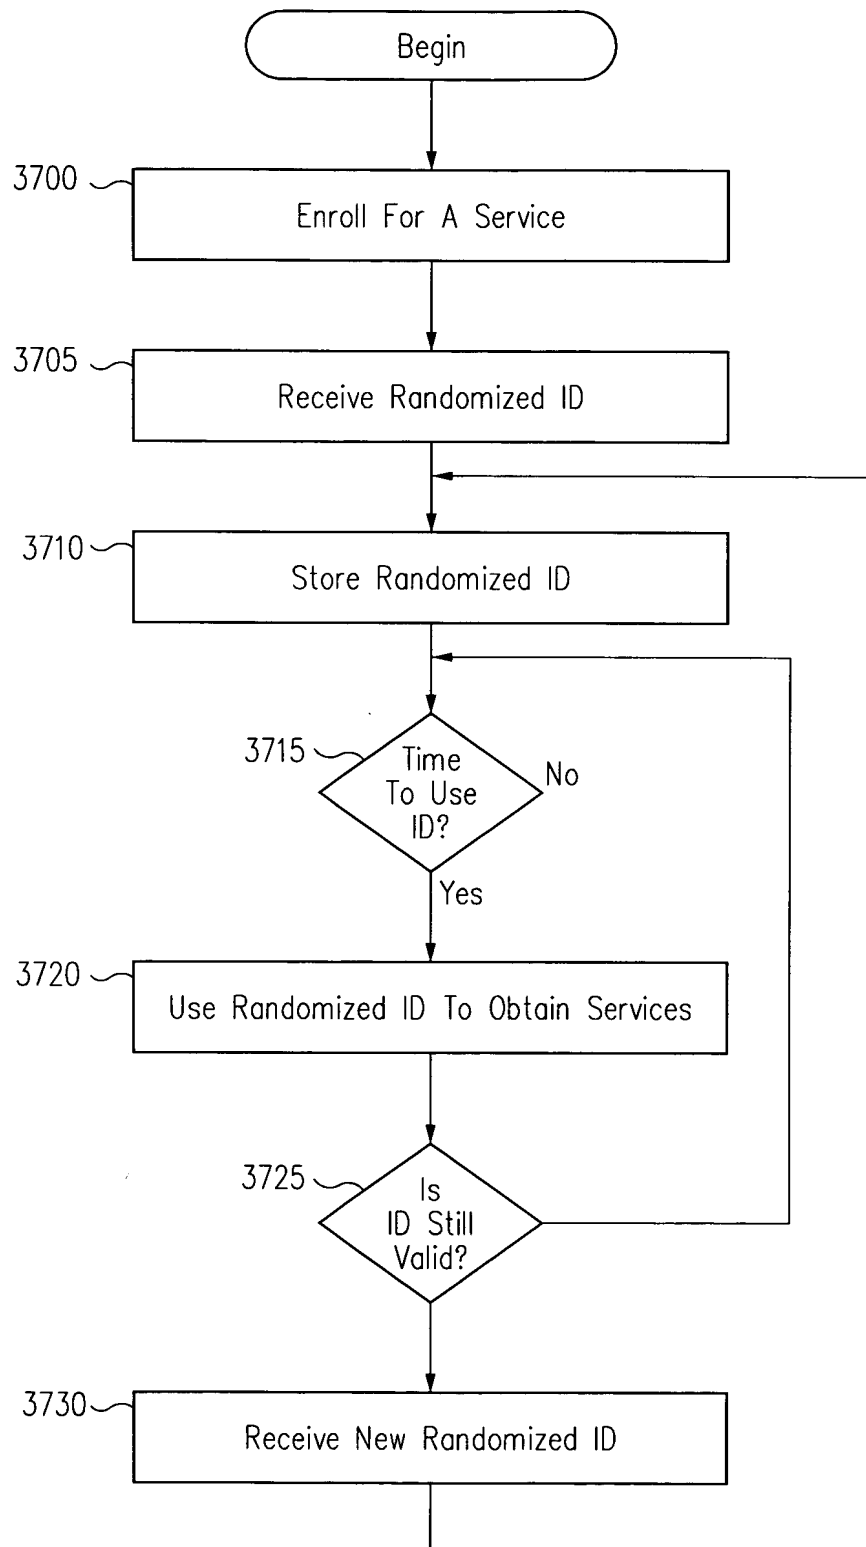 Begin
3700
Enroll For A Service
3705
Receive Randomized ID
3710
Store Randomized ID
3715
Time
To Use
ID?
No
Yes
3720
Use Randomized ID To Obtain Services
3725
Is
ID Still
Valid?
3730
Receive New Randomized ID